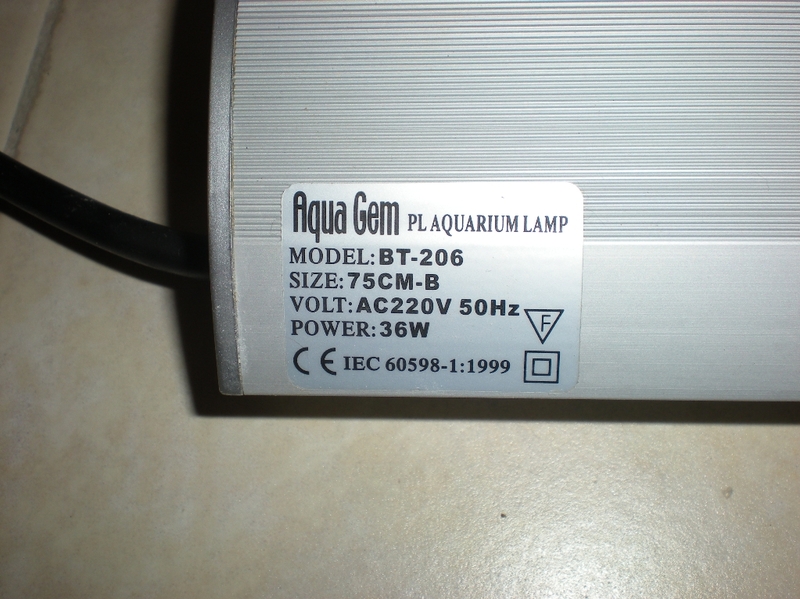 Aqua Gem PL AQUARIUM LAMP
MODEL: BT-206
SIZE: 75CM-B
VOLT: AC220V 50Hz
POWER: 36W
F
CE IEC 60598-1:1999